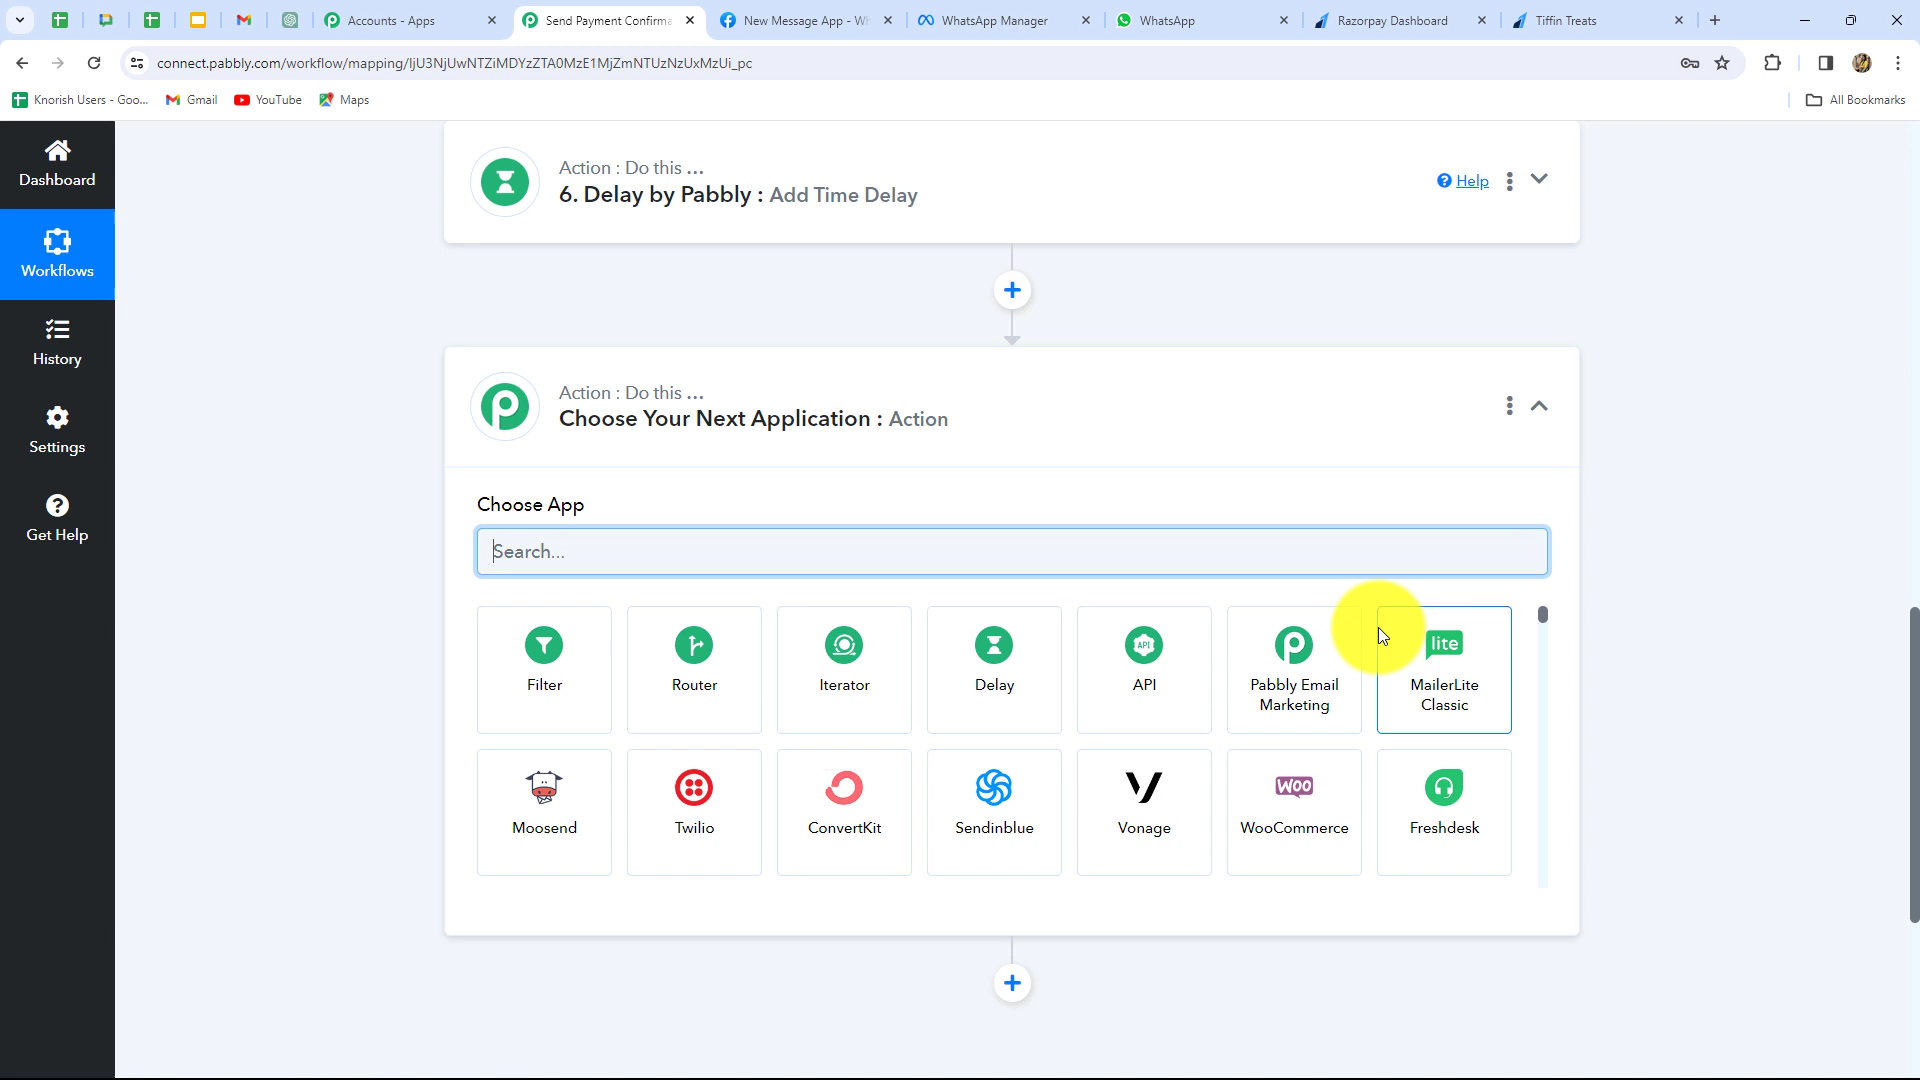 Accounts - Apps
Send Payment Confirma
New Message App - Wh
WhatsApp Manager
WhatsApp
Razorpay Dashboard
Tiffin Treats
connect.pabbly.com/workflow/mapping/IjU3NjUwNTZiMDYzZTA0MzE1MjZmNTUzNzUxMzUi_pc
Knorish Users - Goo...
Gmail
YouTube
Maps
All Bookmarks
Dashboard
Workflows
History
Settings
Get Help
Action : Do this ...
6. Delay by Pabbly : Add Time Delay
Help
Action : Do this ...
Choose Your Next Application : Action
Choose App
Search...
Filter
Router
Iterator
Delay
API
API
Pabbly Email
Marketing
lite
MailerLite
Classic
Moosend
Twilio
ConvertKit
Sendinblue
Vonage
WOO
WooCommerce
Freshdesk